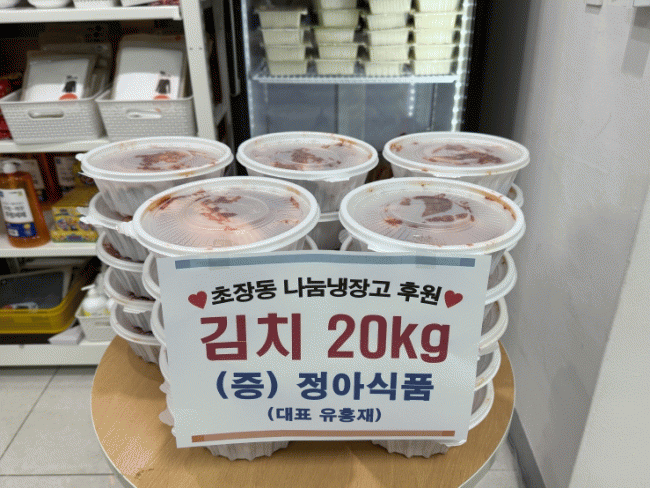 초장동 나눔냉장고 후원
김치 20kg
(증) 정아식품
(대표 유홍재)